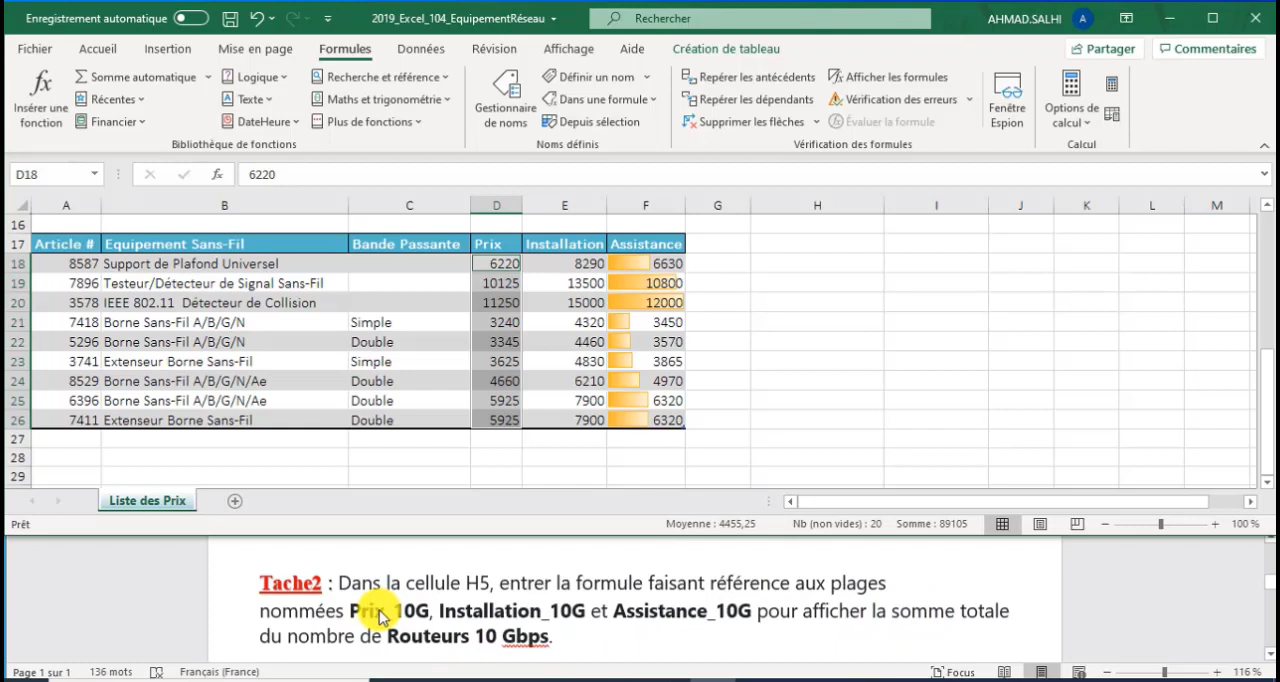 Enregistrement automatique 2019_Excel_104_EquipementRéseau Rechercher AHMAD.SALHI A
Fichier Accueil Insertion Mise en page Formules Données Révision Affichage Aide Création de tableau Partager Commentaires
fx Somme automatique Logique Recherche et référence Définir un nom Repérer les antécédents Afficher les formules
Insérer une fonction Récentes Texte Maths et trigonométrie Gestionnaire de noms Dans une formule Repérer les dépendants Vérification des erreurs Fenêtre Espion Options de calcul
Financier DateHeure Plus de fonctions Depuis sélection Supprimer les flèches Évaluer la formule
Bibliothèque de fonctions Noms définis Vérification des formules Calcul
D18 fx 6220
A B C D E F G H I J K L M
16
17 Article # Equipement Sans-Fil Bande Passante Prix Installation Assistance
18 8587 Support de Plafond Universel 6220 8290 6630
19 7896 Testeur/Détecteur de Signal Sans-Fil 10125 13500 10800
20 3578 IEEE 802.11 Détecteur de Collision 11250 15000 12000
21 7418 Borne Sans-Fil A/B/G/N Simple 3240 4320 3450
22 5296 Borne Sans-Fil A/B/G/N Double 3345 4460 3570
23 3741 Extenseur Borne Sans-Fil Simple 3625 4830 3865
24 8529 Borne Sans-Fil A/B/G/N/Ae Double 4660 6210 4970
25 6396 Borne Sans-Fil A/B/G/N/Ae Double 5925 7900 6320
26 7411 Extenseur Borne Sans-Fil Double 5925 7900 6320
27
28
29
Liste des Prix
Prêt Moyenne : 4455,25 Nb (non vides) : 20 Somme : 89105 100 %
Tache2 : Dans la cellule H5, entrer la formule faisant référence aux plages
nommées Prix_10G, Installation_10G et Assistance_10G pour afficher la somme totale
du nombre de Routeurs 10 Gbps.
Page 1 sur 1 136 mots Français (France) Focus 116 %